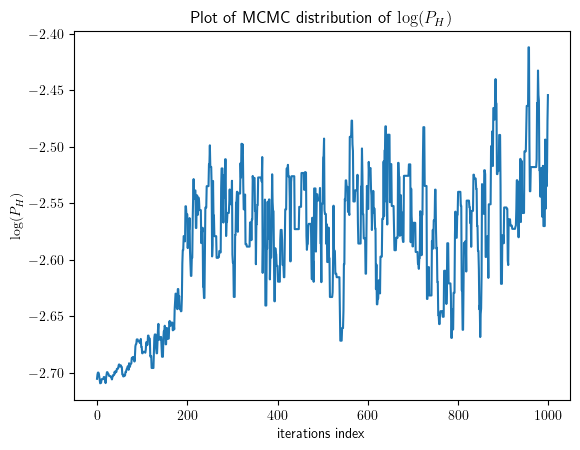 Plot of MCMC distribution of log(P_H)
−2.40
−2.45
−2.50
−2.55
−2.60
−2.65
−2.70
log(P_H)
0 200 400 600 800 1000
iterations index